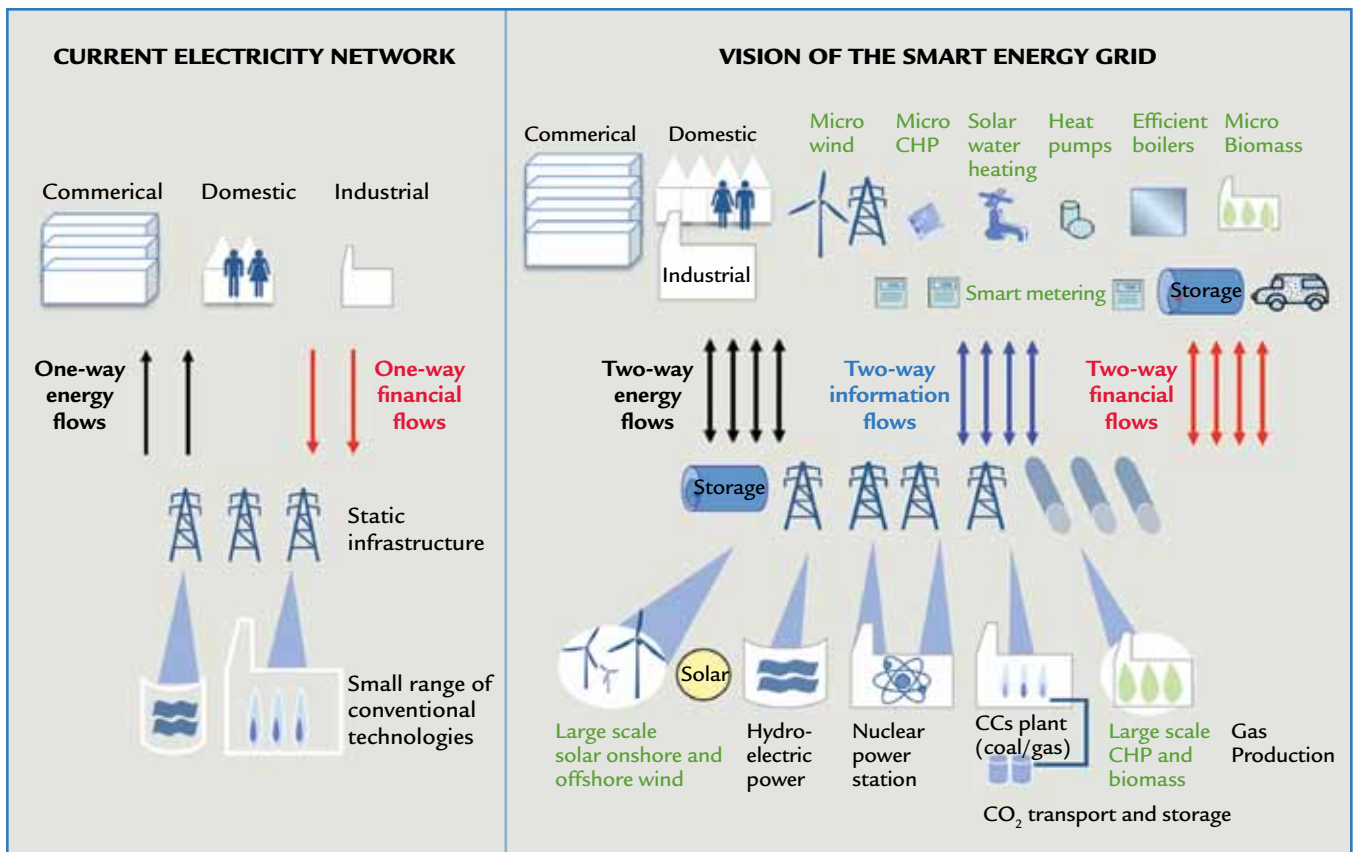 CURRENT ELECTRICITY NETWORK
Commerical
Domestic
Industrial
One-way
energy
flows
One-way
financial
flows
Static
infrastructure
Small range of
conventional
technologies
VISION OF THE SMART ENERGY GRID
Commerical
Domestic
Industrial
Micro
wind
Micro
CHP
Solar
water
heating
Heat
pumps
Efficient
boilers
Micro
Biomass
Smart metering
Storage
Two-way
energy
flows
Two-way
information
flows
Two-way
financial
flows
Storage
Solar
Large scale
solar onshore and
offshore wind
Hydro-
electric
power
Nuclear
power
station
CCs plant
(coal/gas)
Large scale
CHP and
biomass
Gas
Production
CO₂ transport and storage